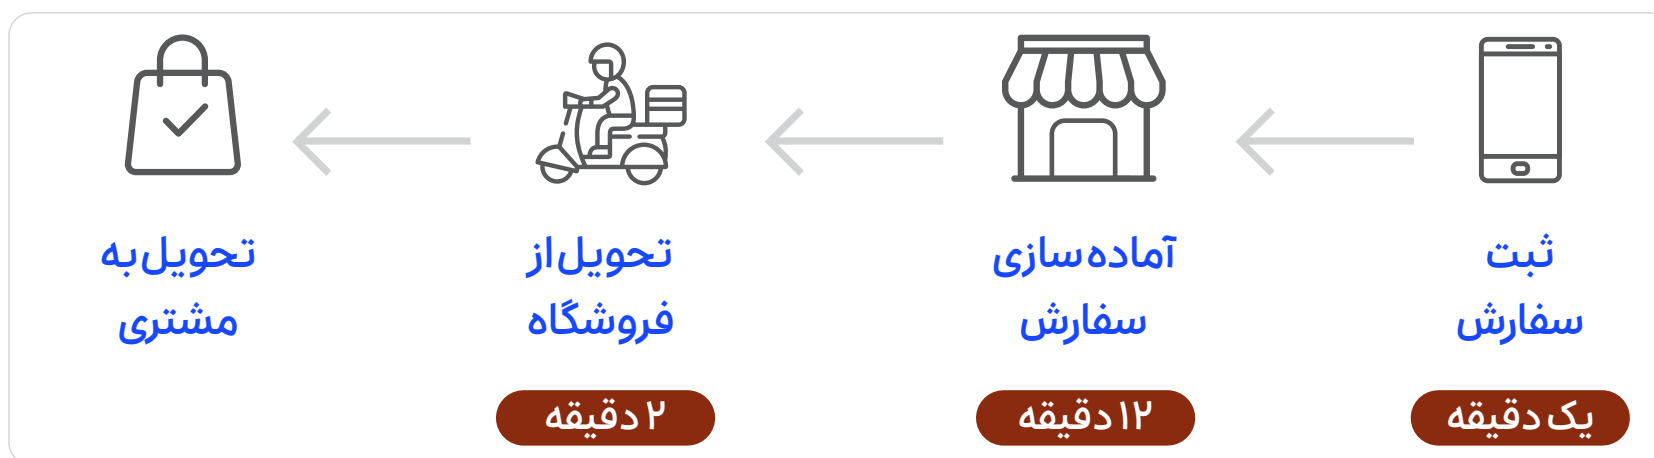 ثبت
سفارش
یک دقیقه
آماده سازی
سفارش
۱۲ دقیقه
تحویل از
فروشگاه
۲ دقیقه
تحویل به
مشتری